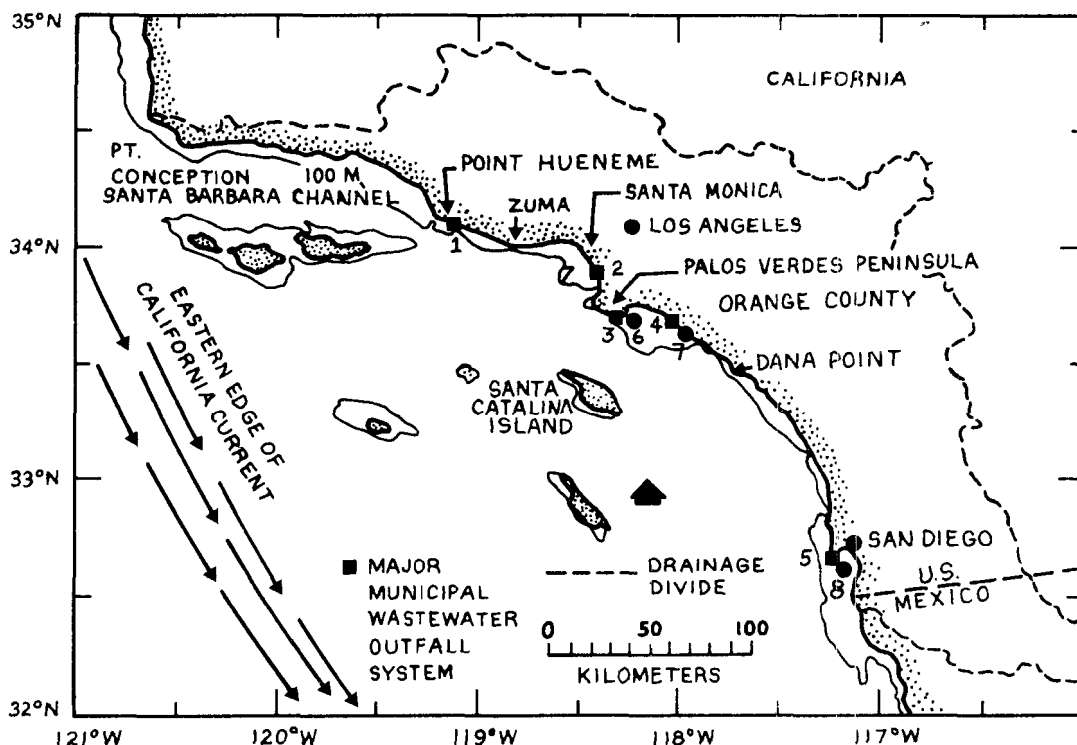 35°N
CALIFORNIA
PT.
CONCEPTION
100 M
SANTA BARBARA CHANNEL
POINT HUENEME
SANTA MONICA
ZUMA
LOS ANGELES
34°N
1
2
PALOS VERDES PENINSULA
ORANGE COUNTY
3
6
4
7
DANA POINT
EASTERN EDGE OF
CALIFORNIA CURRENT
SANTA
CATALINA
ISLAND
33°N
SAN DIEGO
5
8
U.S.
MEXICO
MAJOR
MUNICIPAL
WASTEWATER
OUTFALL
SYSTEM
DRAINAGE
DIVIDE
0 50 100
KILOMETERS
32°N
121°W 120°W 119°W 118°W 117°W